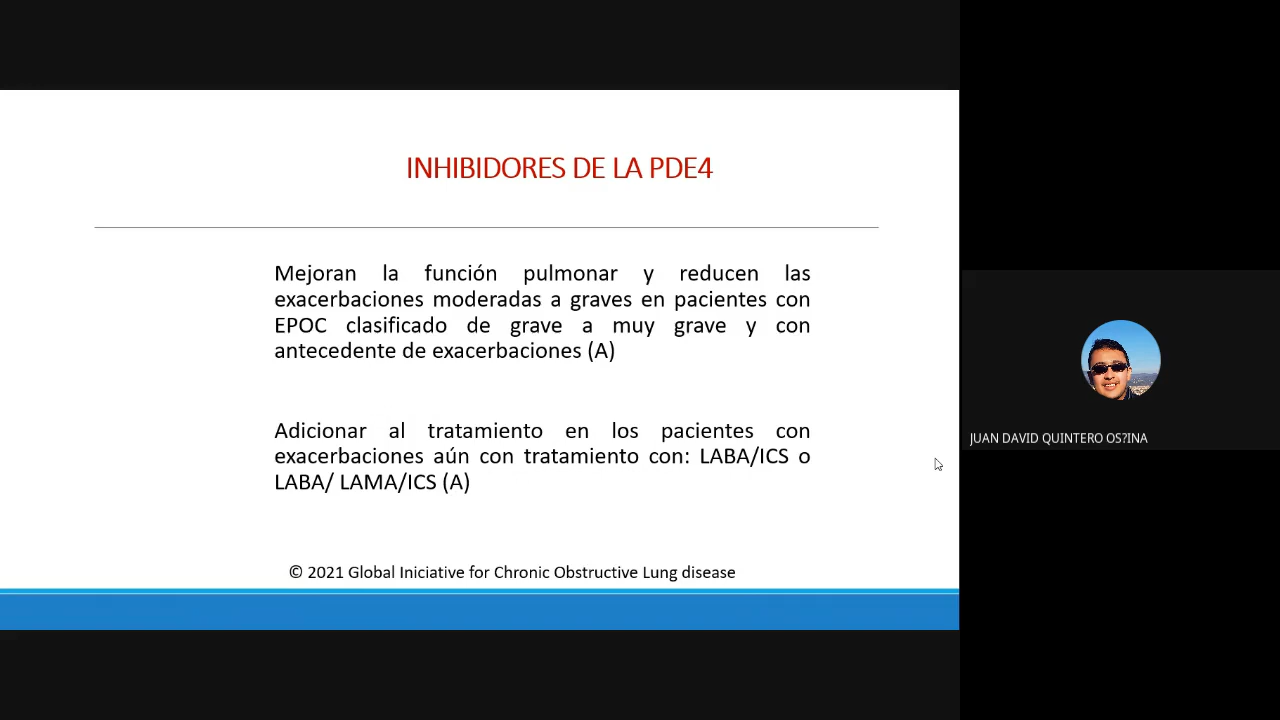 INHIBIDORES DE LA PDE4
Mejoran la función pulmonar y reducen las
exacerbaciones moderadas a graves en pacientes con
EPOC clasificado de grave a muy grave y con
antecedente de exacerbaciones (A)
Adicionar al tratamiento en los pacientes con
exacerbaciones aún con tratamiento con: LABA/ICS o
LABA/ LAMA/ICS (A)
© 2021 Global Iniciative for Chronic Obstructive Lung disease
JUAN DAVID QUINTERO OS?INA